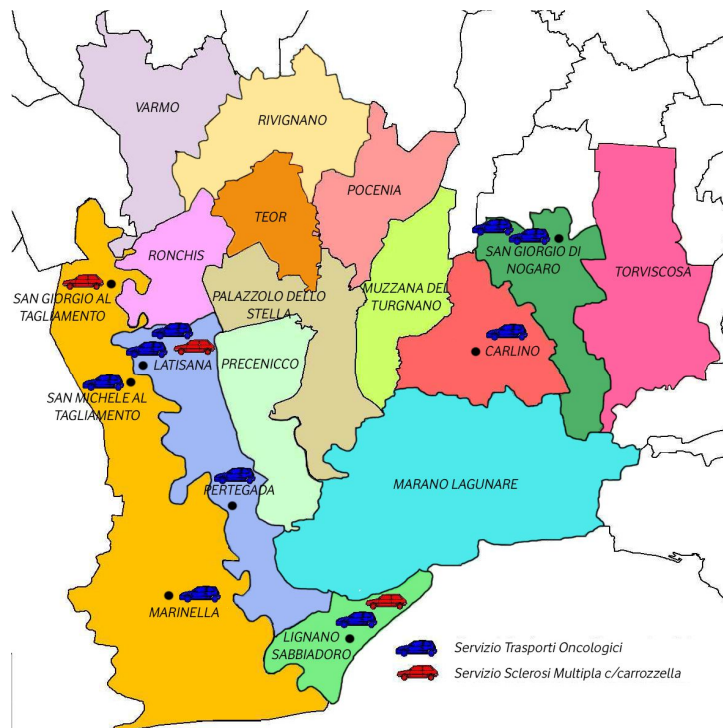 VARMO
RIVIGNANO
POCENIA
TEOR
RONCHIS
SAN GIORGIO DI
NOGARO
TORVISCOSA
SAN GIORGIO AL
TAGLIAMENTO
PALAZZOLO DELLO
STELLA
MUZZANA DEL
TURGNANO
LATISANA
PRECENICCO
CARLINO
SAN MICHELE AL
TAGLIAMENTO
PERTEGADA
MARANO LAGUNARE
MARINELLA
LIGNANO
SABBIADORO
Servizio Trasporti Oncologici
Servizio Sclerosi Multipla c/carrozzella